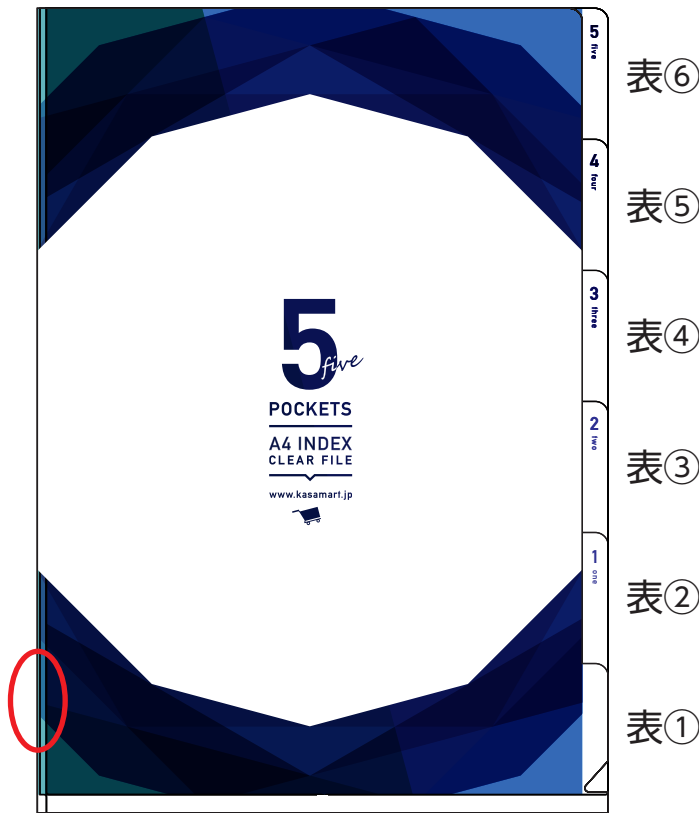 5
five
表⑥
4
four
表⑤
3
three
表④
2
two
表③
1
one
表②
表①
5
five
POCKETS
A4 INDEX
CLEAR FILE
www.kasamart.jp